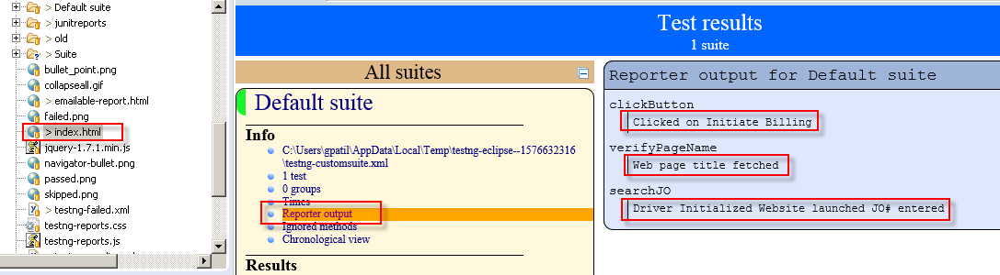 > Default suite
> junitreports
> old
> Suite
bullet_point.png
collapseall.gif
> emailable-report.html
failed.png
> index.html
jquery-1.7.1.min.js
navigator-bullet.png
passed.png
skipped.png
> testng-failed.xml
testng-reports.css
testng-reports.js
Test results
1 suite
All suites
Default suite
Info
C:\Users\gpatil\AppData\Local\Temp\testng-eclipse--1576632316
\testng-customsuite.xml
1 test
0 groups
Times
Reporter output
Ignored methods
Chronological view
Results
Reporter output for Default suite
clickButton
Clicked on Initiate Billing
verifyPageName
Web page title fetched
searchJO
Driver Initialized Website launched JO# entered